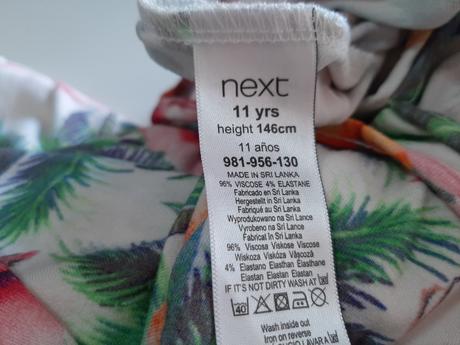 next
11 yrs
height 146cm
11 años
981-956-130
MADE IN SRI LANKA
96% VISCOSE 4% ELASTANE
Fabricado en Sri Lanka
Hergestellt in Sri Lanka
Fabriqué au Sri Lanka
Wyprodukowano na Sri Lance
Vyrobeno na Sri Lance
Fabricat în Sri Lanka
96% Viscosa Viskose Viscose
Wiskoza Viskóza Vâscoză
4% Elastano Elasthan Elasthane
Elastan Elastan Elastan
IF IT'S NOT DIRTY WASH AT
40
Wash inside out
Iron on reverse